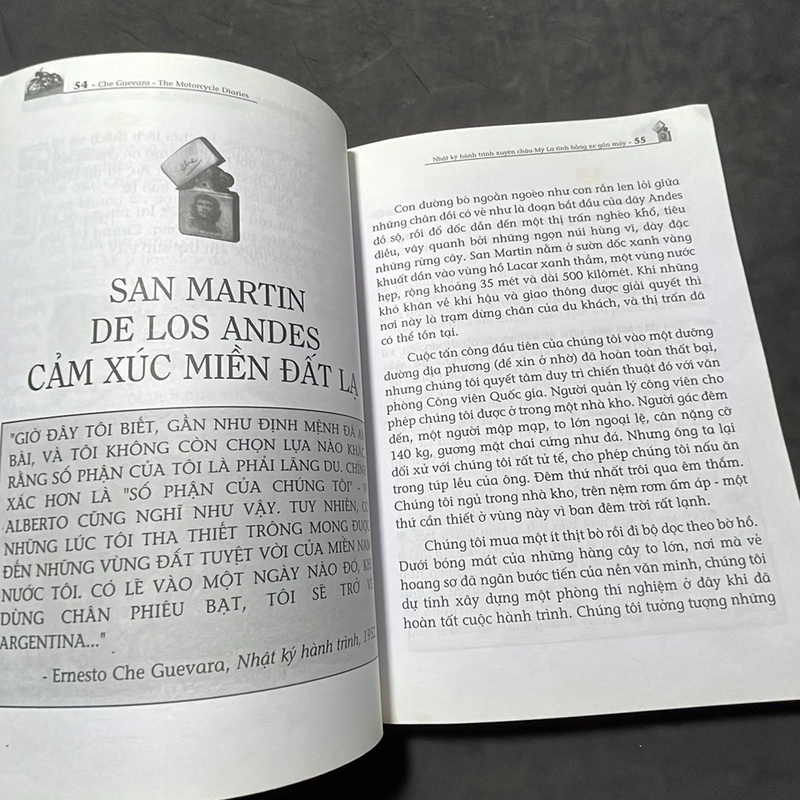 54 - Che Guevara - The Motorcycle Diaries
Che
SAN MARTIN
DE LOS ANDES
CẢM XÚC MIỀN ĐẤT LẠ
"GIỜ ĐÂY TÔI BIẾT, GẦN NHƯ ĐỊNH MỆNH ĐÃ AN
BÀI, VÀ TÔI KHÔNG CÒN CHỌN LỰA NÀO KHÁC
RẰNG SỐ PHẬN CỦA TÔI LÀ PHẢI LÃNG DU. CHÍNH
XÁC HƠN LÀ "SỐ PHẬN CỦA CHÚNG TÔI" -
ALBERTO CŨNG NGHĨ NHƯ VẬY. TUY NHIÊN,
NHỮNG LÚC TÔI THA THIẾT TRÔNG MONG ĐƯỢC
ĐẾN NHỮNG VÙNG ĐẤT TUYỆT VỜI CỦA MIỀN NAM
NƯỚC TÔI. CÓ LẼ VÀO MỘT NGÀY NÀO ĐÓ,
DỪNG CHÂN PHIÊU BẠT, TÔI SẼ TRỞ
ARGENTINA..."
- Ernesto Che Guevara, Nhật ký hành trình, 1952
Nhật ký hành trình xuyên châu Mỹ La tinh bằng xe gắn máy - 55
Con đường bò ngoằn ngoèo như con rắn len lỏi giữa
những chân đồi có vẻ như là đoạn bắt đầu của dãy Andes
đồ sộ, rồi đổ dốc dần đến một thị trấn nghèo khổ, tiêu
điều, vây quanh bởi những ngọn núi hùng vĩ, dày đặc
những rừng cây. San Martin nằm ở sườn dốc xanh vàng
khuất dần vào vùng hồ Lacar xanh thẳm, một vùng nước
hẹp, rộng khoảng 35 mét và dài 500 kilômét. Khi những
khó khăn về khí hậu và giao thông được giải quyết thì
nơi này là trạm dừng chân của du khách, và thị trấn đã
có thể tồn tại.
Cuộc tấn công đầu tiên của chúng tôi vào một dưỡng
đường địa phương (để xin ở nhờ) đã hoàn toàn thất bại,
nhưng chúng tôi quyết tâm duy trì chiến thuật đó với văn
phòng Công viên Quốc gia. Người quản lý công viên cho
phép chúng tôi được ở trong một nhà kho. Người gác đêm
đến, một người mập mạp, to lớn ngoại lệ, cân nặng cỡ
140 kg, gương mặt chai cứng như đá. Nhưng ông ta lại
đối xử với chúng tôi rất tử tế, cho phép chúng tôi nấu ăn
trong túp lều của ông. Đêm thứ nhất trôi qua êm thắm.
Chúng tôi ngủ trong nhà kho, trên nệm rơm ấm áp - một
thứ cần thiết ở vùng này vì ban đêm trời rất lạnh.
Chúng tôi mua một ít thịt bò rồi đi bộ dọc theo bờ hồ.
Dưới bóng mát của những hàng cây to lớn, nơi mà vẻ
hoang sơ đã ngăn bước tiến của nền văn minh, chúng tôi
dự tính xây dựng một phòng thí nghiệm ở đây khi đã
hoàn tất cuộc hành trình. Chúng tôi tưởng tượng những